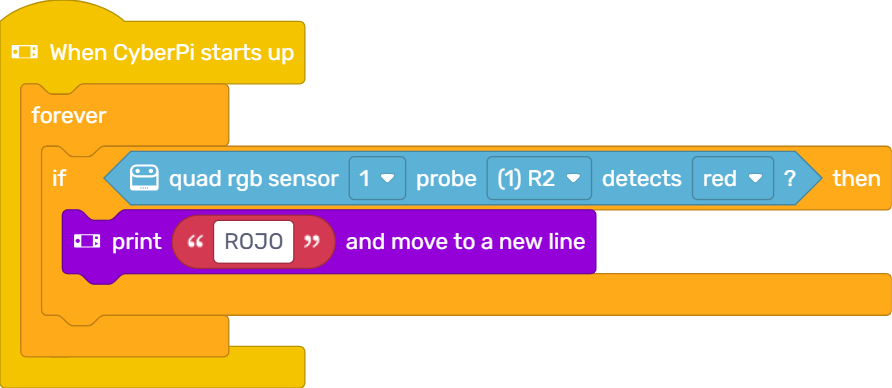 When CyberPi starts up
forever
if quad rgb sensor 1 probe (1) R2 detects red ? then
print “ ROJO ” and move to a new line